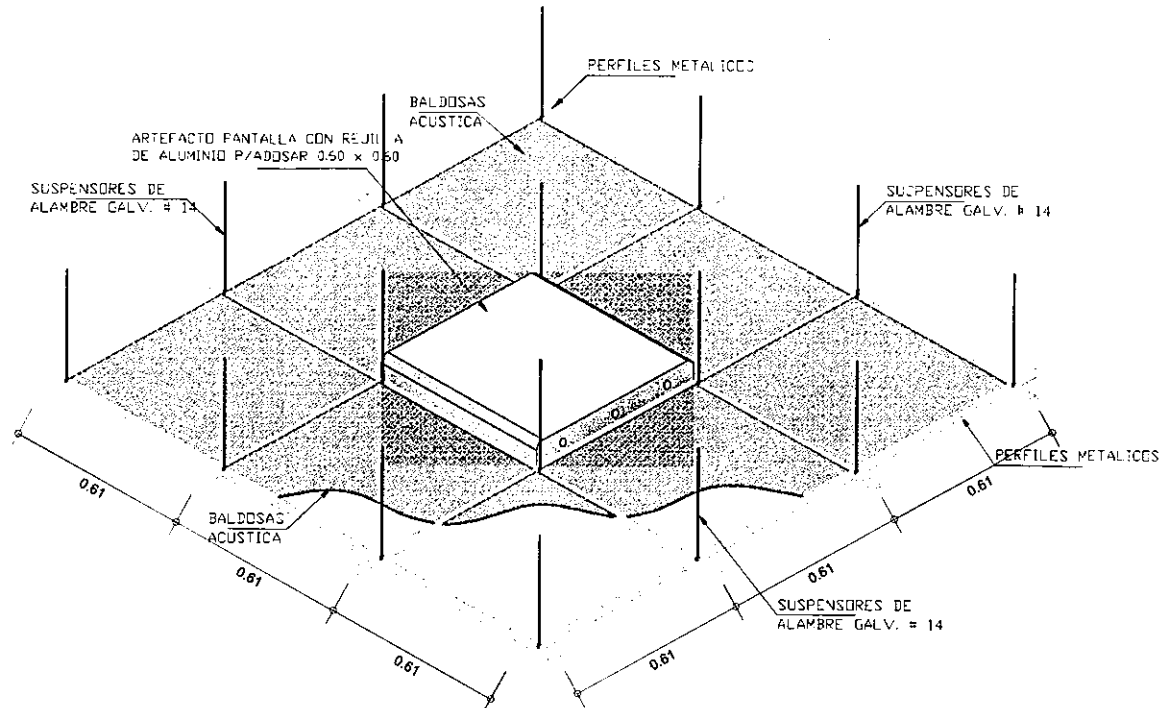 PERFILES METALICOS
BALDOSAS
ACUSTICA
ARTEFACTO PANTALLA CON REJILLA
DE ALUMINIO P/ADOSAR 0.60 x 0.60
SUSPENSORES DE
ALAMBRE GALV. # 14
SUSPENSORES DE
ALAMBRE GALV. # 14
PERFILES METALICOS
0.61
0.61
BALDOSAS
ACUSTICA
0.61
0.61
SUSPENSORES DE
ALAMBRE GALV. # 14
0.61
0.61